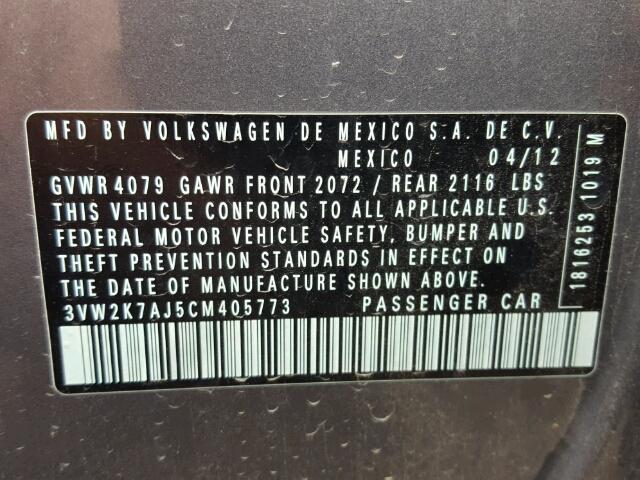 MFD BY VOLKSWAGEN DE MEXICO S.A. DE C.V.
MEXICO 04/12
GVWR 4079 GAWR FRONT 2072 / REAR 2116 LBS
THIS VEHICLE CONFORMS TO ALL APPLICABLE U.S.
FEDERAL MOTOR VEHICLE SAFETY, BUMPER AND
THEFT PREVENTION STANDARDS IN EFFECT ON
THE DATE OF MANUFACTURE SHOWN ABOVE.
3VW2K7AJ5CM405773 PASSENGER CAR
1816253 1019 M